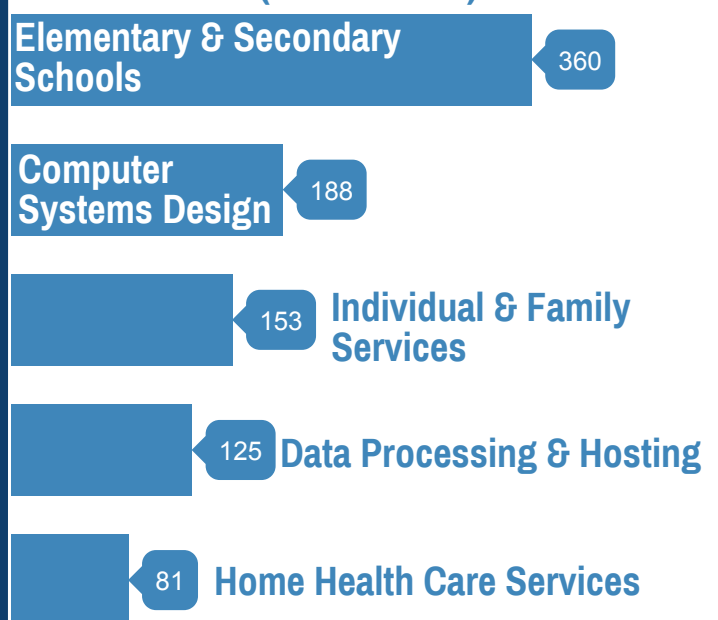 Elementary & Secondary
Schools
360
Computer
Systems Design
188
153
Individual & Family
Services
125
Data Processing & Hosting
81
Home Health Care Services